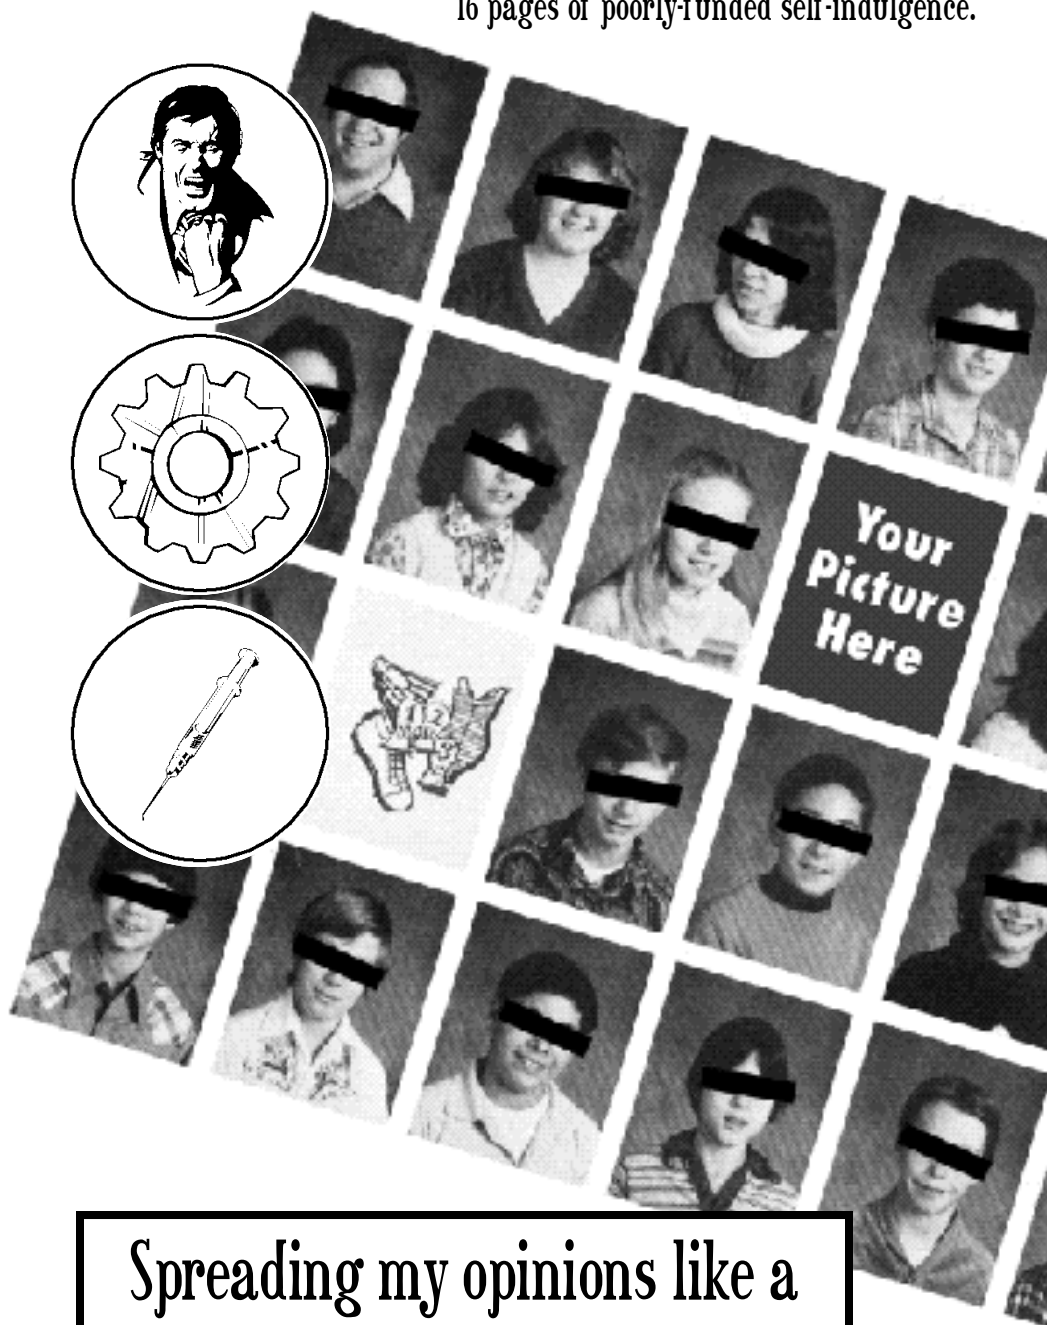 16 pages of poorly-funded self-indulgence.
Your
Picture
Here
Spreading my opinions like a